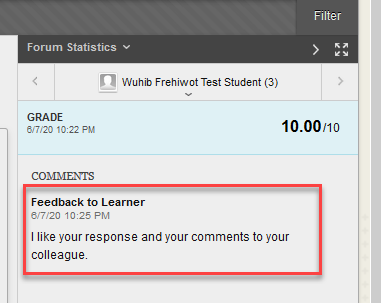 Filter
Forum Statistics
Wuhib Frehiwot Test Student (3)
GRADE
6/7/20 10:22 PM
10.00/10
COMMENTS
Feedback to Learner
6/7/20 10:25 PM
I like your response and your comments to your
colleague.